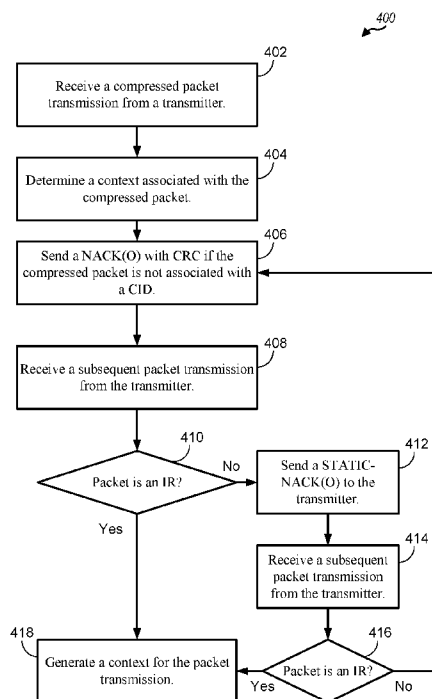 400
402
Receive a compressed packet
transmission from a transmitter.
404
Determine a context associated with the
compressed packet.
406
Send a NACK(O) with CRC if the
compressed packet is not associated with
a CID.
408
Receive a subsequent packet transmission
from the transmitter.
410
Packet is an IR?
No
Yes
412
Send a STATIC-
NACK(O) to the
transmitter.
414
Receive a subsequent
packet transmission
from the transmitter.
416
Packet is an IR?
Yes
No
418
Generate a context for the packet
transmission.